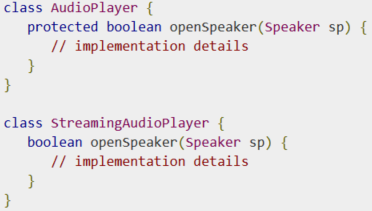 class AudioPlayer {
   protected boolean openSpeaker(Speaker sp) {
      // implementation details
   }
}

class StreamingAudioPlayer {
   boolean openSpeaker(Speaker sp) {
      // implementation details
   }
}